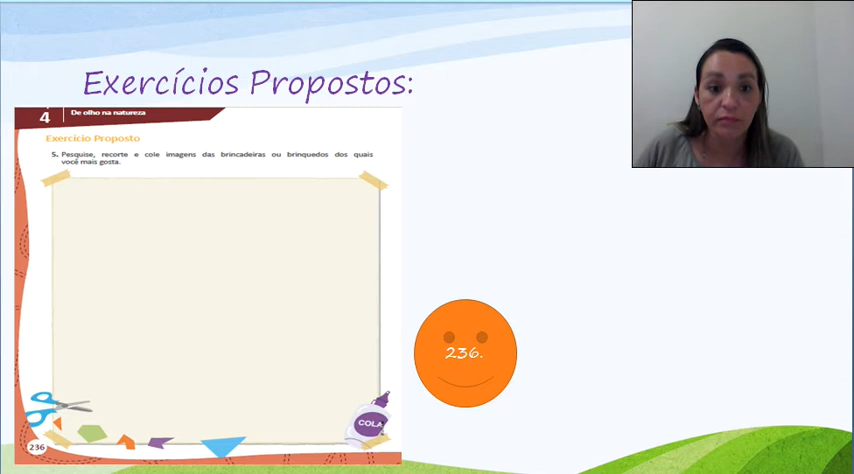 Exercícios Propostos:
4
De olho na natureza
Exercício Proposto
5. Pesquise, recorte e cole imagens das brincadeiras ou brinquedos dos quais
você mais gosta.
236.
COLA
236